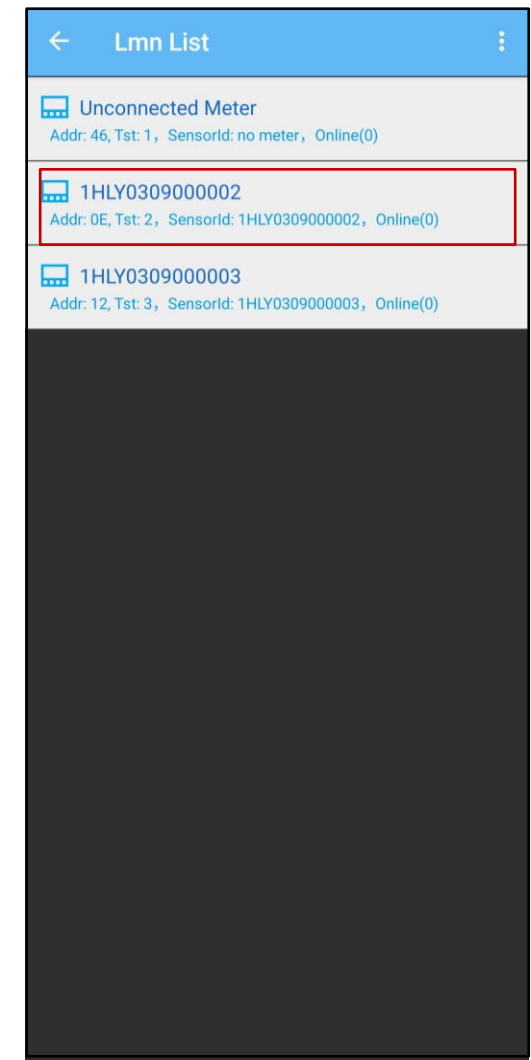 Lmn List
Unconnected Meter
Addr: 46, Tst: 1，SensorId: no meter，Online(0)
1HLY0309000002
Addr: 0E, Tst: 2，SensorId: 1HLY0309000002，Online(0)
1HLY0309000003
Addr: 12, Tst: 3，SensorId: 1HLY0309000003，Online(0)